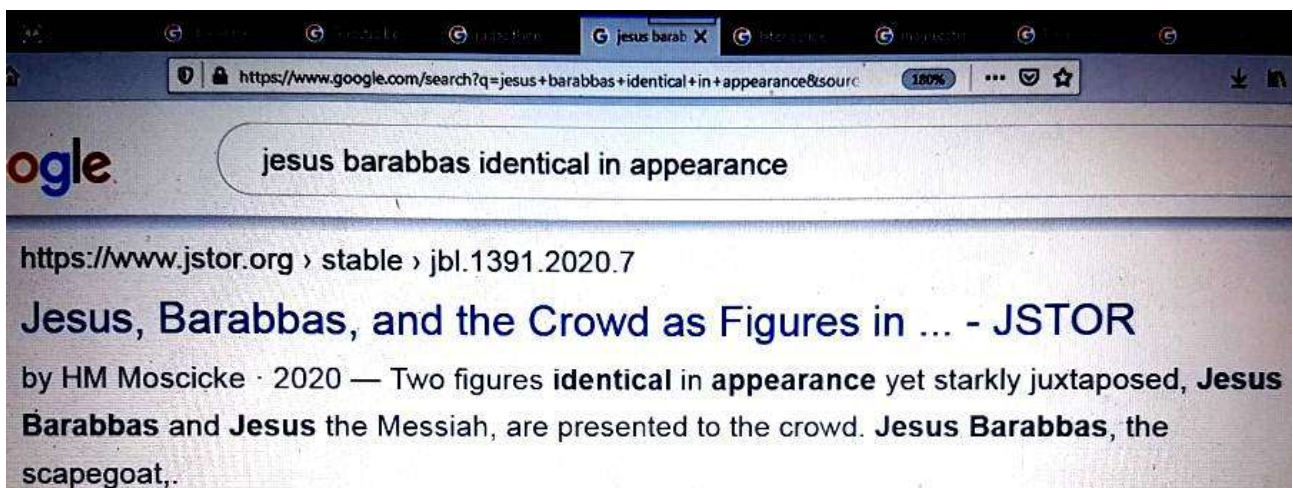 jesus barab
https://www.google.com/search?q=jesus+barabbas+identical+in+appearance&sourc
180%
ogle
jesus barabbas identical in appearance
https://www.jstor.org › stable › jbl.1391.2020.7
Jesus, Barabbas, and the Crowd as Figures in ... - JSTOR
by HM Moscicke · 2020 — Two figures identical in appearance yet starkly juxtaposed, Jesus
Barabbas and Jesus the Messiah, are presented to the crowd. Jesus Barabbas, the
scapegoat,.